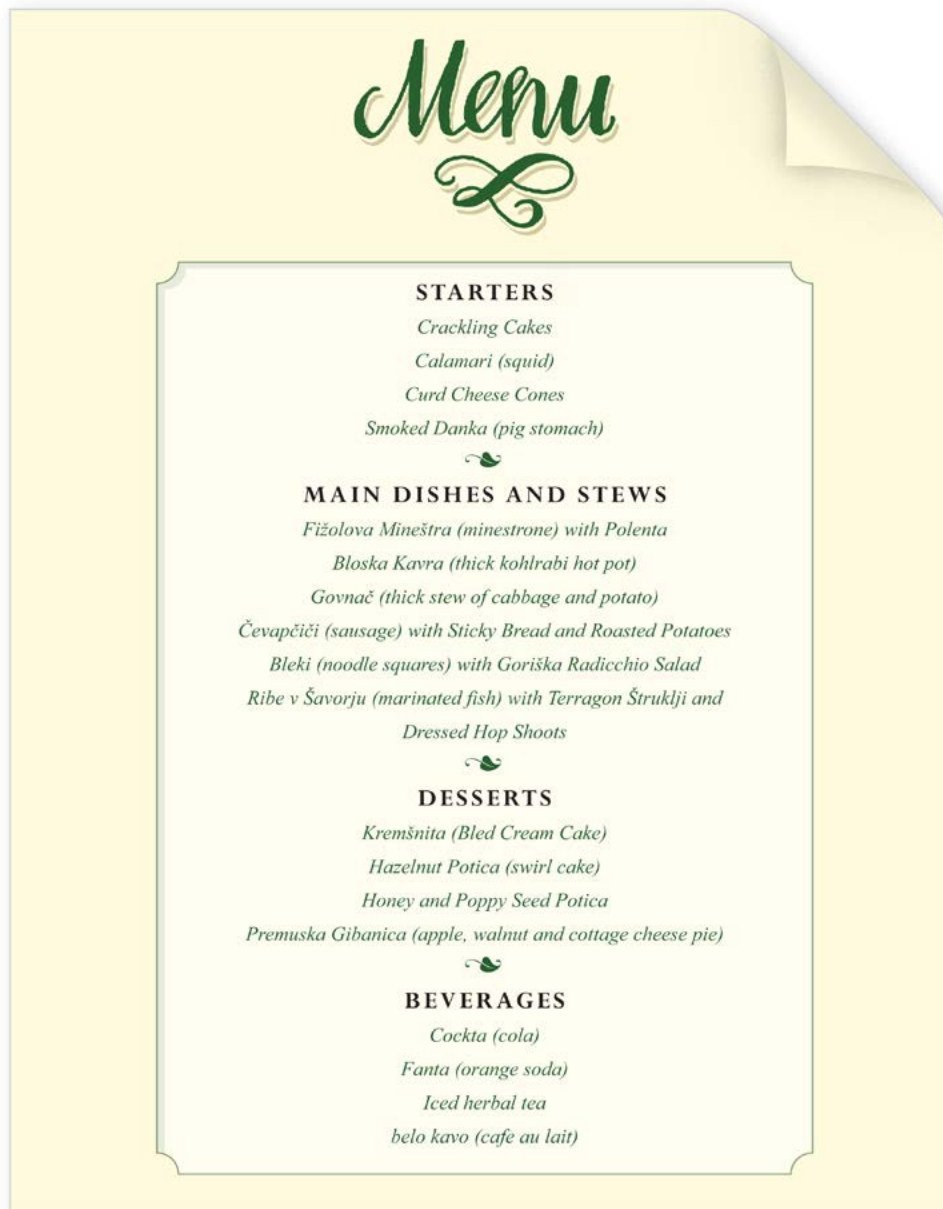 Menu
STARTERS
Crackling Cakes
Calamari (squid)
Curd Cheese Cones
Smoked Danka (pig stomach)
MAIN DISHES AND STEWS
Fižolova Mineštra (minestrone) with Polenta
Bloska Kavra (thick kohlrabi hot pot)
Govnač (thick stew of cabbage and potato)
Čevapčiči (sausage) with Sticky Bread and Roasted Potatoes
Bleki (noodle squares) with Goriška Radicchio Salad
Ribe v Šavorju (marinated fish) with Terragon Štruklji and
Dressed Hop Shoots
DESSERTS
Kremšnita (Bled Cream Cake)
Hazelnut Potica (swirl cake)
Honey and Poppy Seed Potica
Premuska Gibanica (apple, walnut and cottage cheese pie)
BEVERAGES
Cockta (cola)
Fanta (orange soda)
Iced herbal tea
belo kavo (cafe au lait)